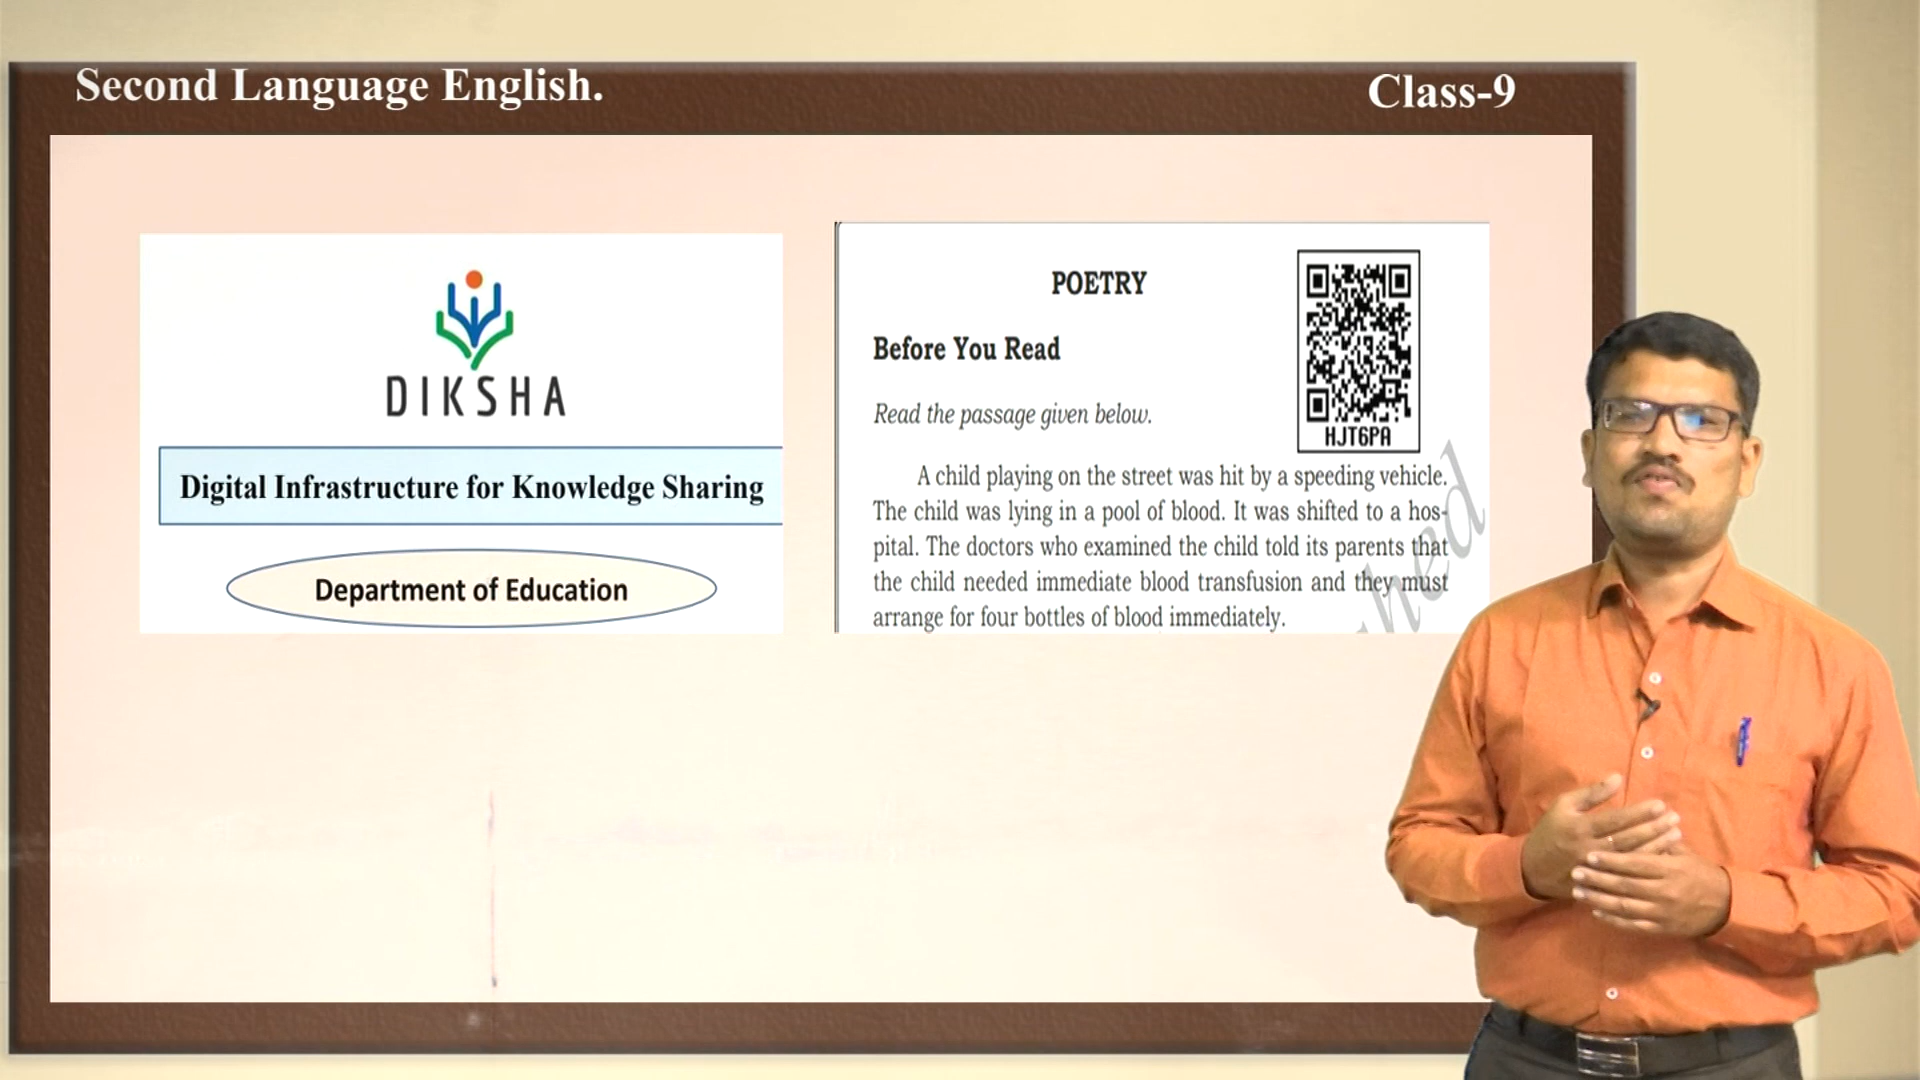 Second Language English.
Class-9
DIKSHA
Digital Infrastructure for Knowledge Sharing
Department of Education
POETRY
Before You Read
HJT6PA
Read the passage given below.
A child playing on the street was hit by a speeding vehicle.
The child was lying in a pool of blood. It was shifted to a hos-
pital. The doctors who examined the child told its parents that
the child needed immediate blood transfusion and they must
arrange for four bottles of blood immediately.